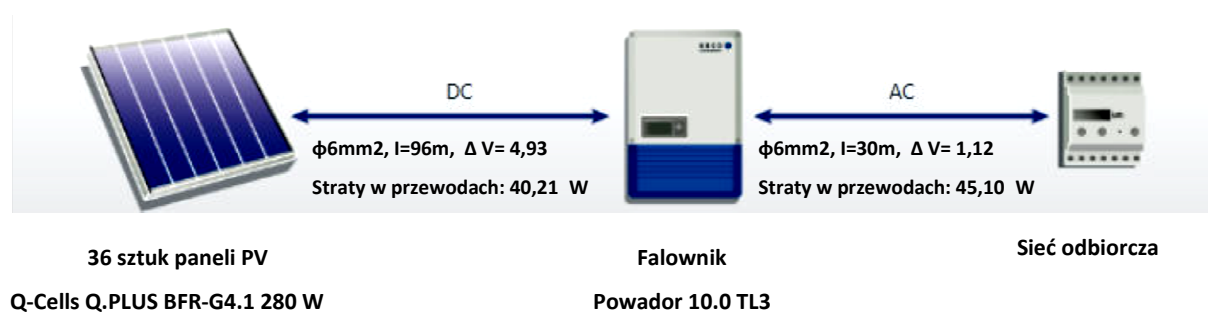 DC
AC
ϕ6mm2, I=96m, Δ V= 4,93
Straty w przewodach: 40,21 W
KACO
ϕ6mm2, I=30m, Δ V= 1,12
Straty w przewodach: 45,10 W
36 sztuk paneli PV
Q-Cells Q.PLUS BFR-G4.1 280 W
Falownik
Powador 10.0 TL3
Sieć odbiorcza